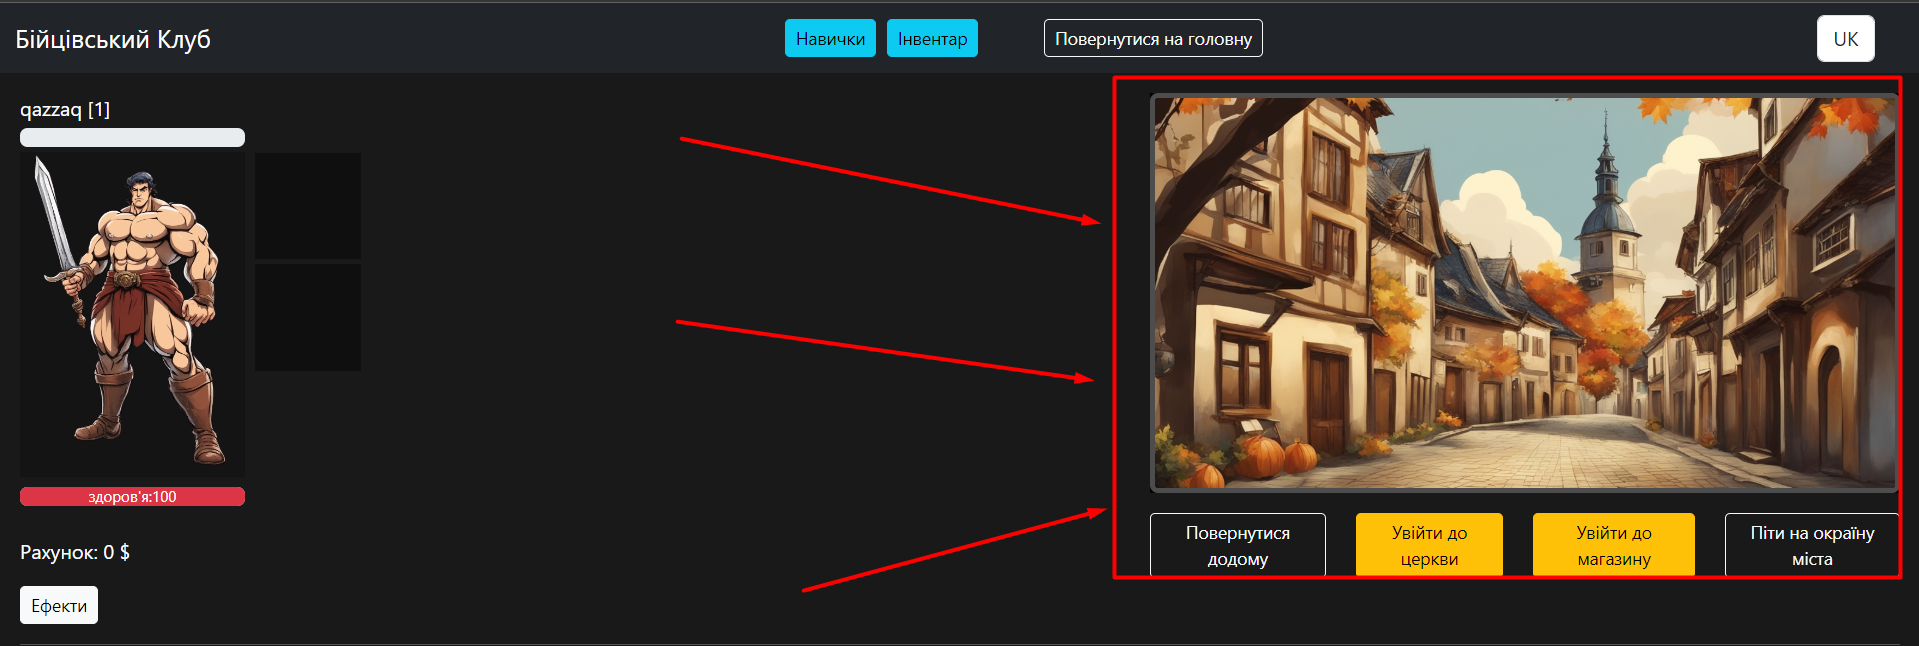 Бійцівський Клуб
Навички
Інвентар
Повернутися на головну
UK
qazzaq [1]
здоров'я:100
Рахунок: 0 $
Ефекти
Повернутися
додому
Увійти до
церкви
Увійти до
магазину
Піти на окраїну
міста